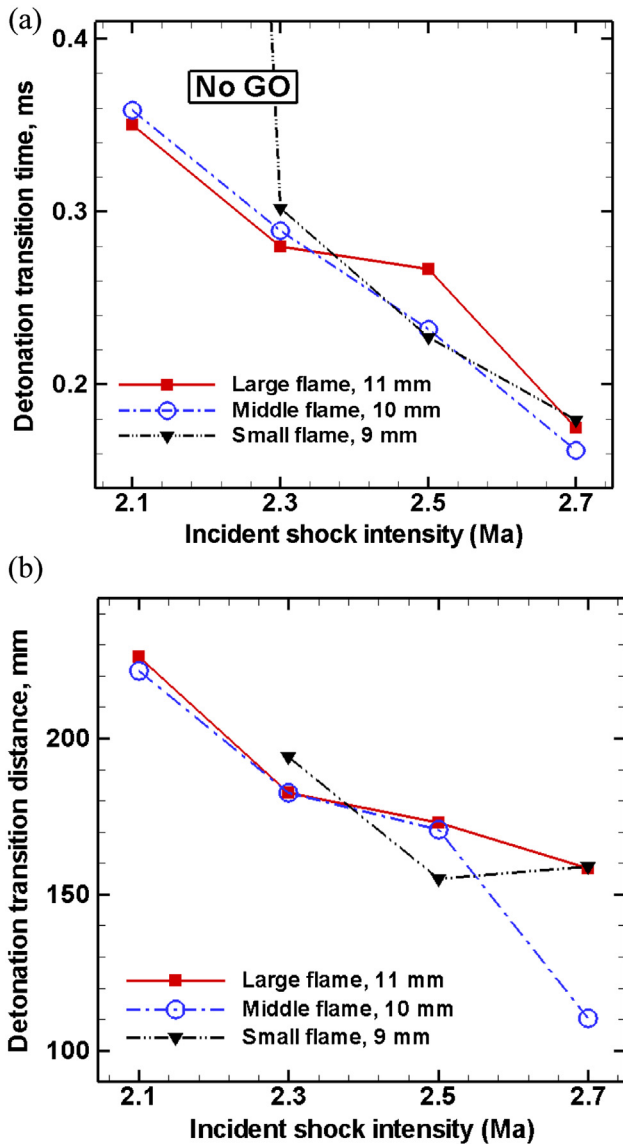 (a)
0.4
No GO
Detonation transition time, ms
0.3
0.2
Large flame, 11 mm
Middle flame, 10 mm
Small flame, 9 mm
2.1 2.3 2.5 2.7
Incident shock intensity (Ma)
(b)
Detonation transition distance, mm
200
150
100
Large flame, 11 mm
Middle flame, 10 mm
Small flame, 9 mm
2.1 2.3 2.5 2.7
Incident shock intensity (Ma)